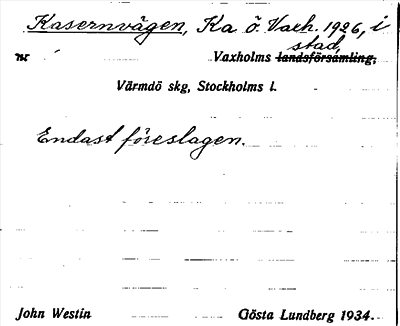 Kasernvägen, Ka. ö. Vaxh. 1926, i
stad,
Vaxholms landsförsamling,
Värmdö skg, Stockholms l.
Endast föreslagen.
John Westin Gösta Lundberg 1934.